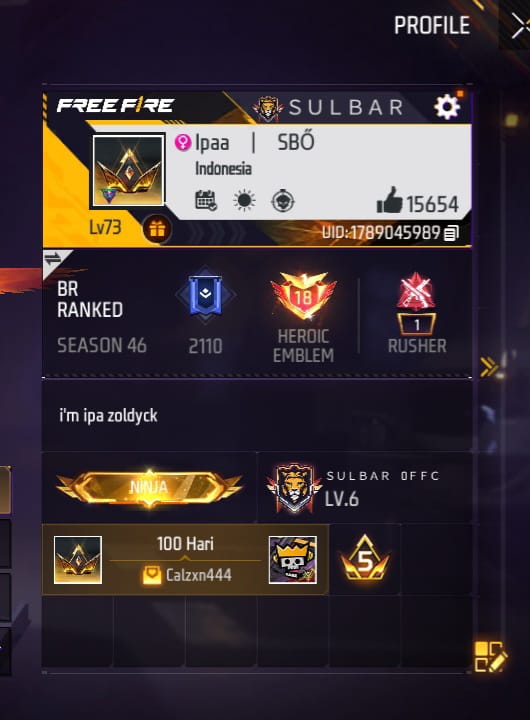 PROFILE
FREE FIRE
SULBAR
Ipaa | SBŐ
Indonesia
15654
Lv73
UID:1789045989
BR
RANKED
SEASON 46
2110
18
HEROIC
EMBLEM
1
RUSHER
i'm ipa zoldyck
NINJA
SULBAR OFFC
LV.6
100 Hari
Calzxn444
5